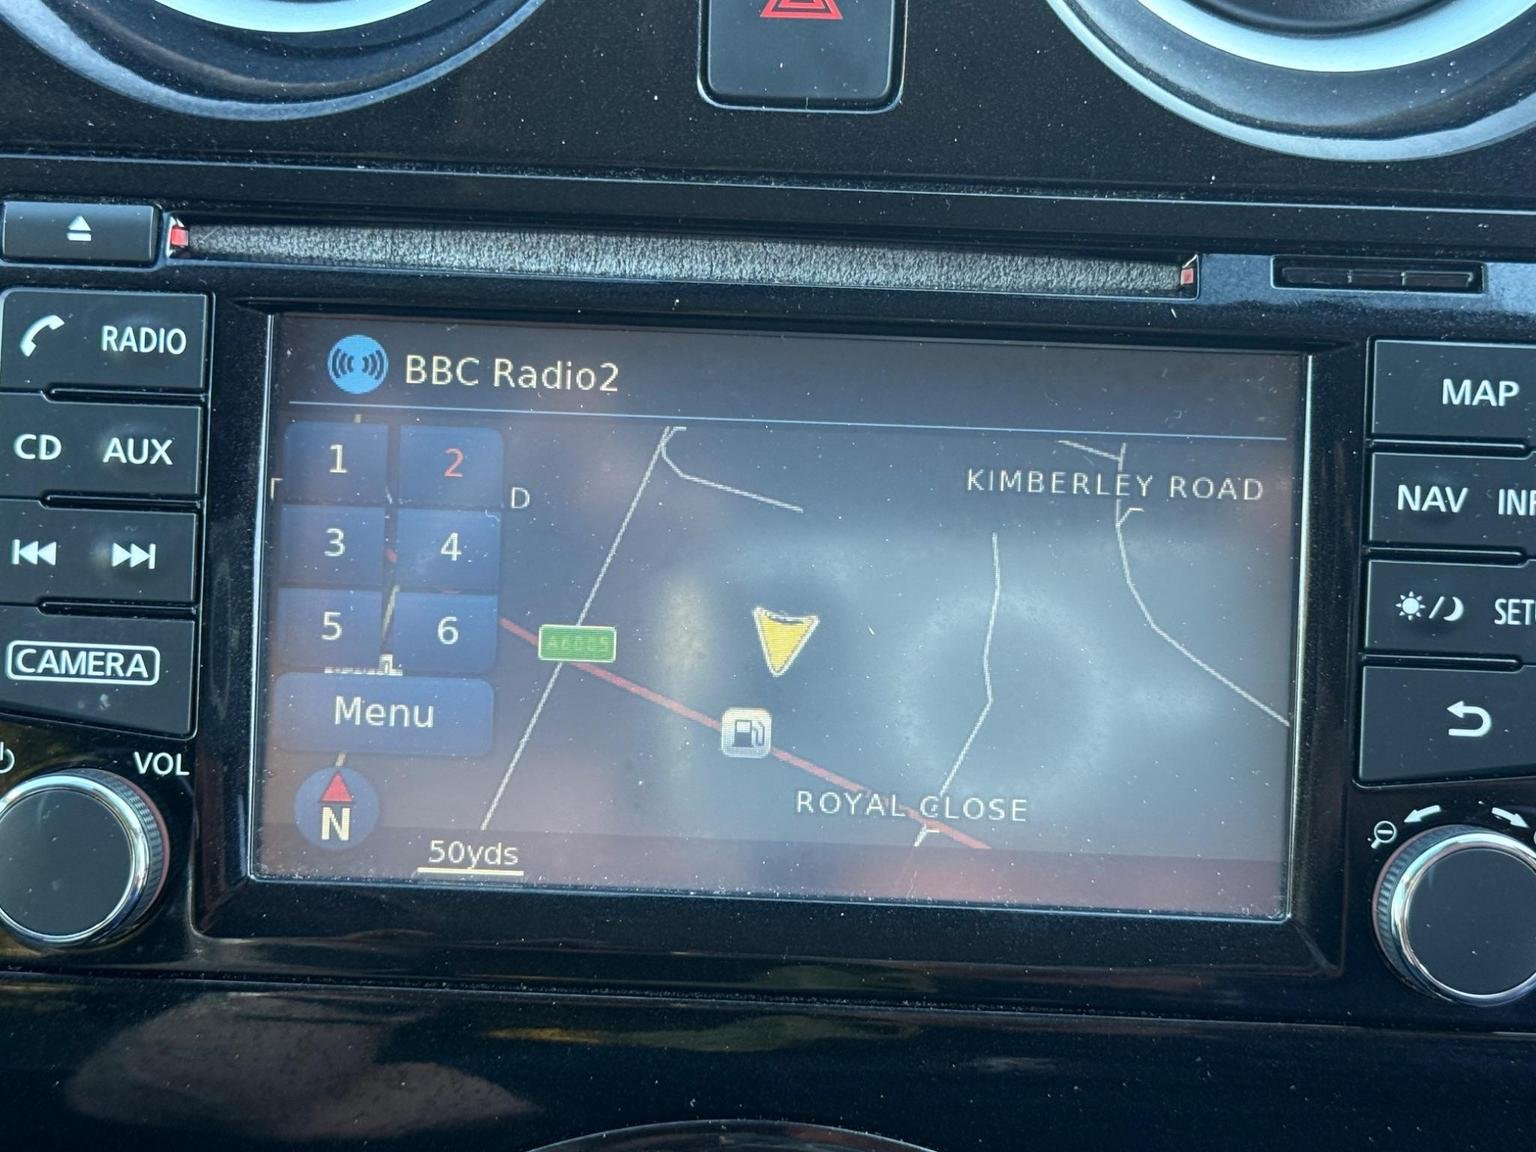 RADIO
CD AUX
CAMERA
VOL
BBC Radio2
1 2
3 4
5 6
Menu
N
50yds
D
A6005
KIMBERLEY ROAD
ROYAL CLOSE
MAP
NAV